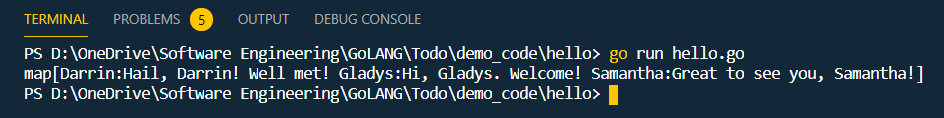 TERMINAL PROBLEMS 5 OUTPUT DEBUG CONSOLE
PS D:\OneDrive\Software Engineering\GoLANG\Todo\demo_code\hello> go run hello.go
map[Darrin:Hail, Darrin! Well met! Gladys:Hi, Gladys. Welcome! Samantha:Great to see you, Samantha!]
PS D:\OneDrive\Software Engineering\GoLANG\Todo\demo_code\hello>